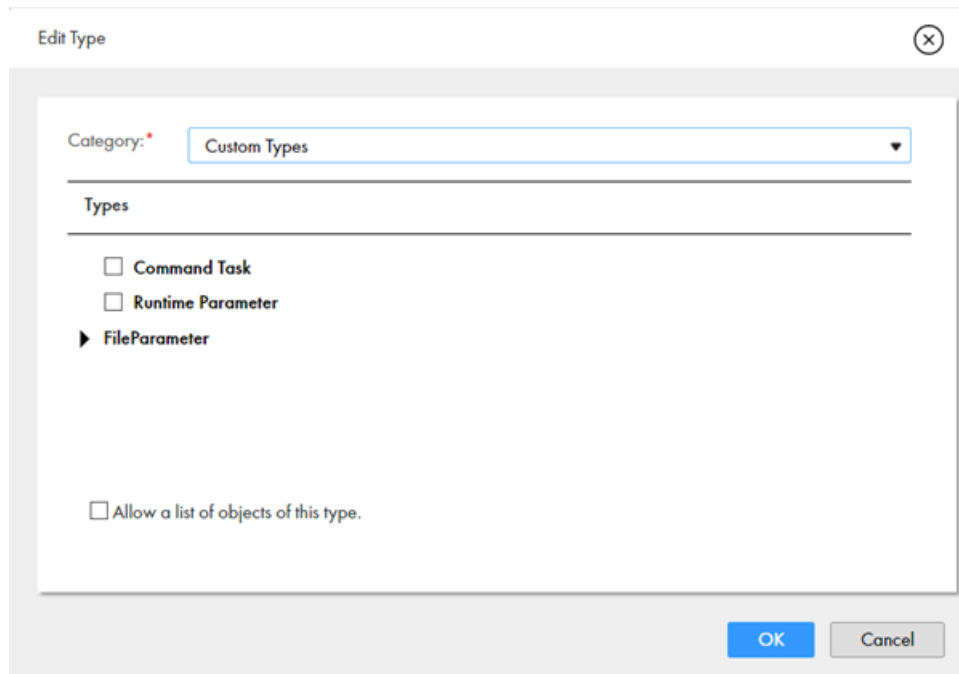 Edit Type
Category:* Custom Types
Types
Command Task
Runtime Parameter
FileParameter
Allow a list of objects of this type.
OK Cancel